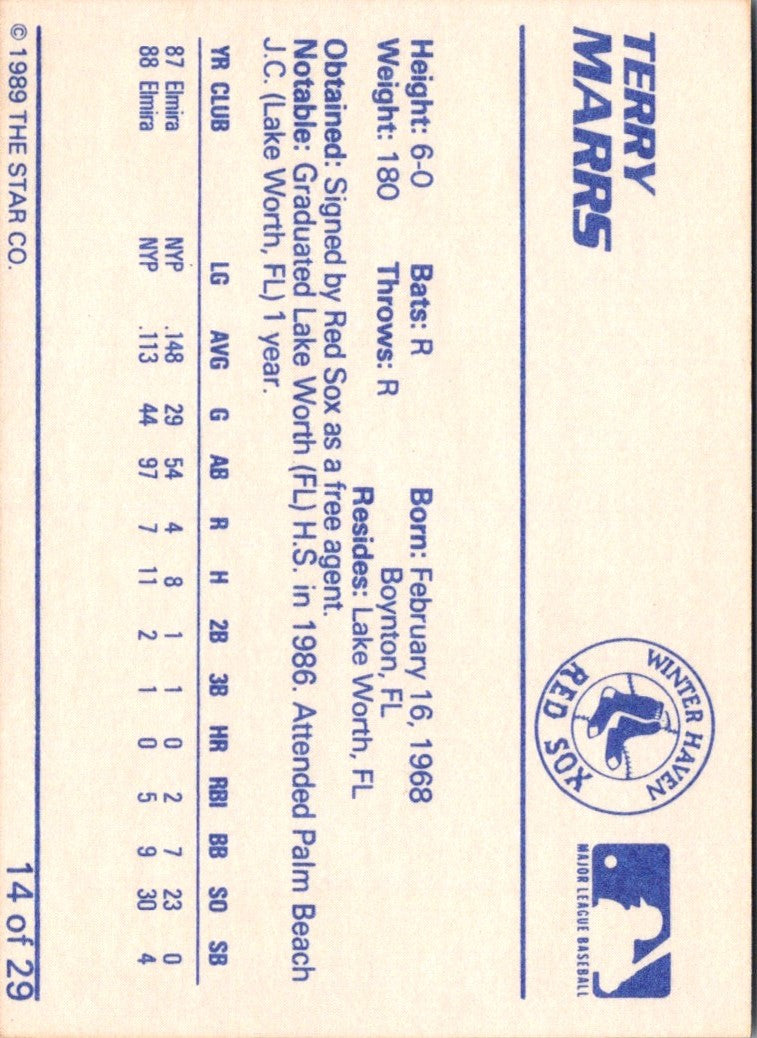 TERRY
MARRS
WINTER HAVEN
RED SOX
MAJOR LEAGUE BASEBALL
Height: 6-0 Bats: R Born: February 16, 1968
Weight: 180 Throws: R Boynton, FL
Resides: Lake Worth, FL
Obtained: Signed by Red Sox as a free agent.
Notable: Graduated Lake Worth (FL) H.S. in 1986. Attended Palm Beach
J.C. (Lake Worth, FL) 1 year.
YR CLUB LG AVG G AB R H 2B 3B HR RBI BB SO SB
87 Elmira NYP .148 29 54 4 8 1 1 0 2 7 23 0
88 Elmira NYP .113 44 97 7 11 2 1 0 5 9 30 4
© 1989 THE STAR CO. 14 of 29